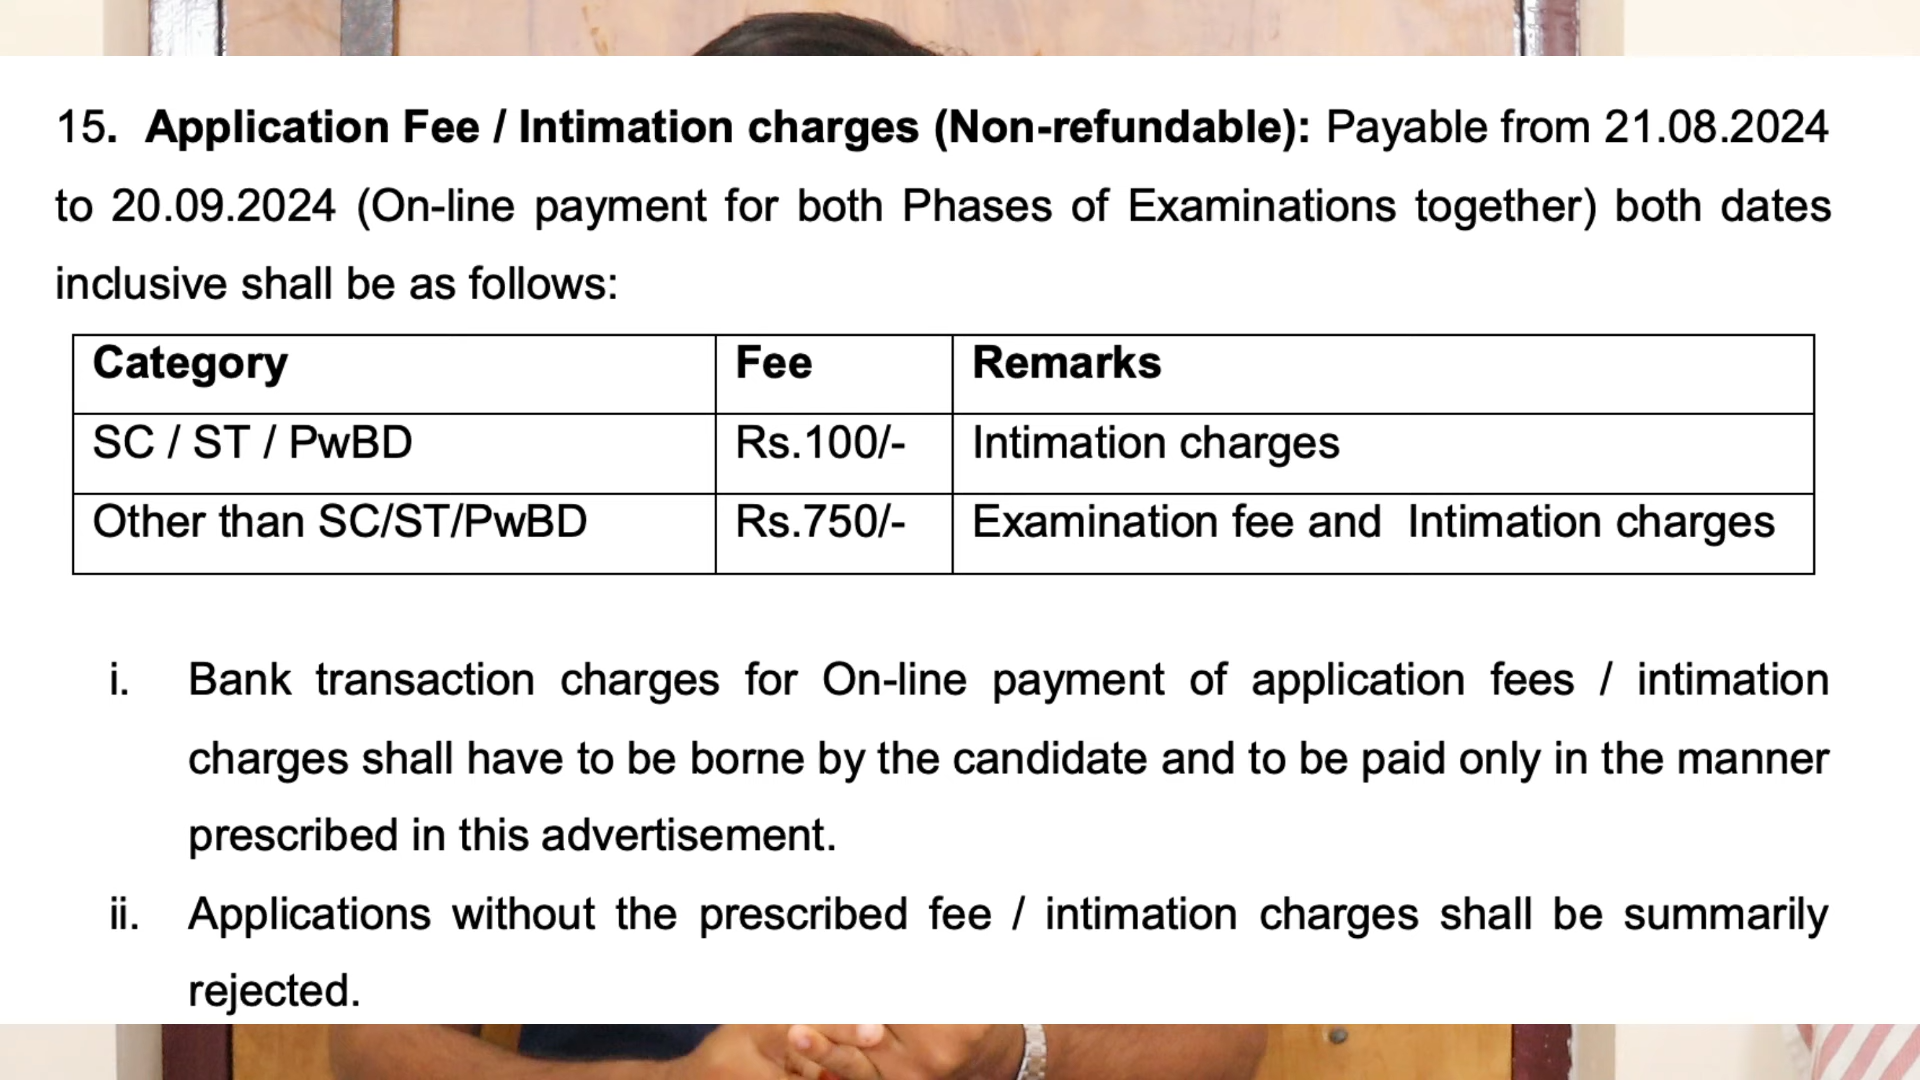 15. Application Fee / Intimation charges (Non-refundable): Payable from 21.08.2024
to 20.09.2024 (On-line payment for both Phases of Examinations together) both dates
inclusive shall be as follows:
Category Fee Remarks
SC / ST / PwBD Rs.100/- Intimation charges
Other than SC/ST/PwBD Rs.750/- Examination fee and Intimation charges
i. Bank transaction charges for On-line payment of application fees / intimation
charges shall have to be borne by the candidate and to be paid only in the manner
prescribed in this advertisement.
ii. Applications without the prescribed fee / intimation charges shall be summarily
rejected.